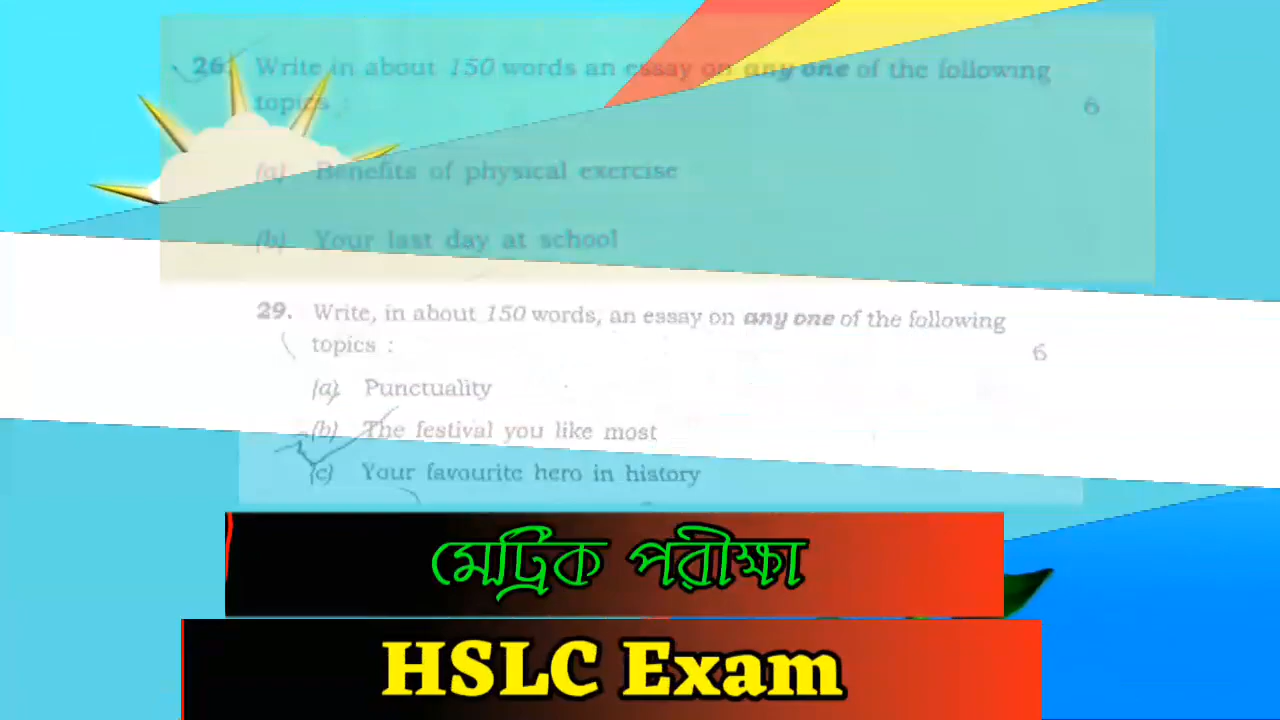 26. Write in about 150 words an essay on any one of the following
topics :
6
(a) Benefits of physical exercise
(b) Your last day at school
29. Write, in about 150 words, an essay on any one of the following
topics :
6
(a) Punctuality
(b) The festival you like most
(c) Your favourite hero in history
মেট্রিক পরীক্ষা
HSLC Exam